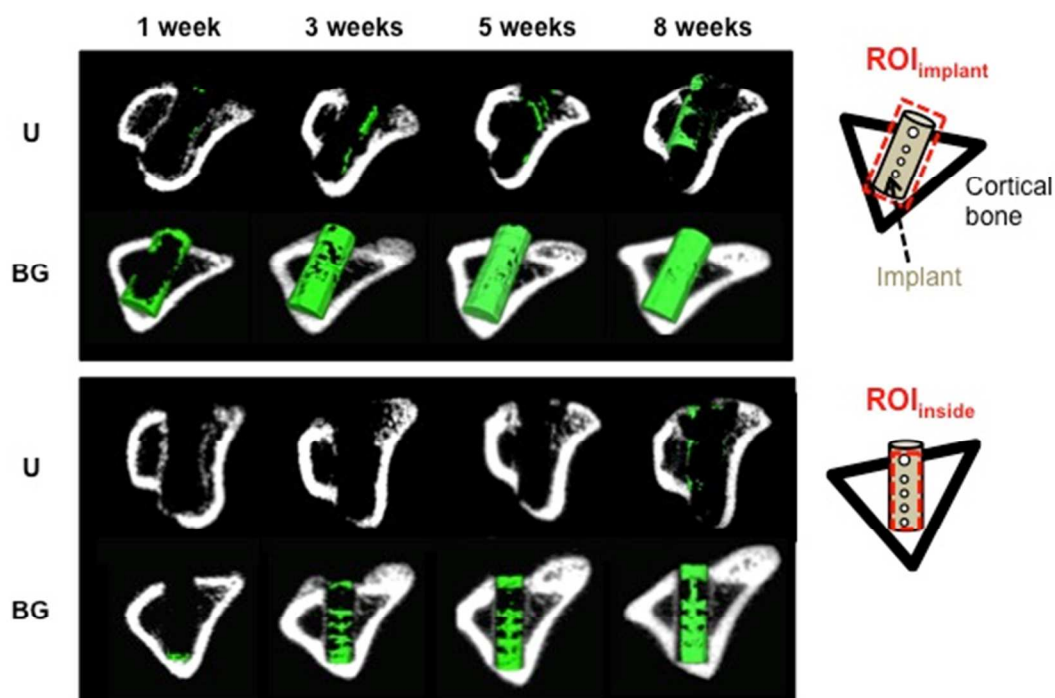 1 week 3 weeks 5 weeks 8 weeks
U
BG
ROIimplant
Cortical
bone
Implant
U
BG
ROIinside